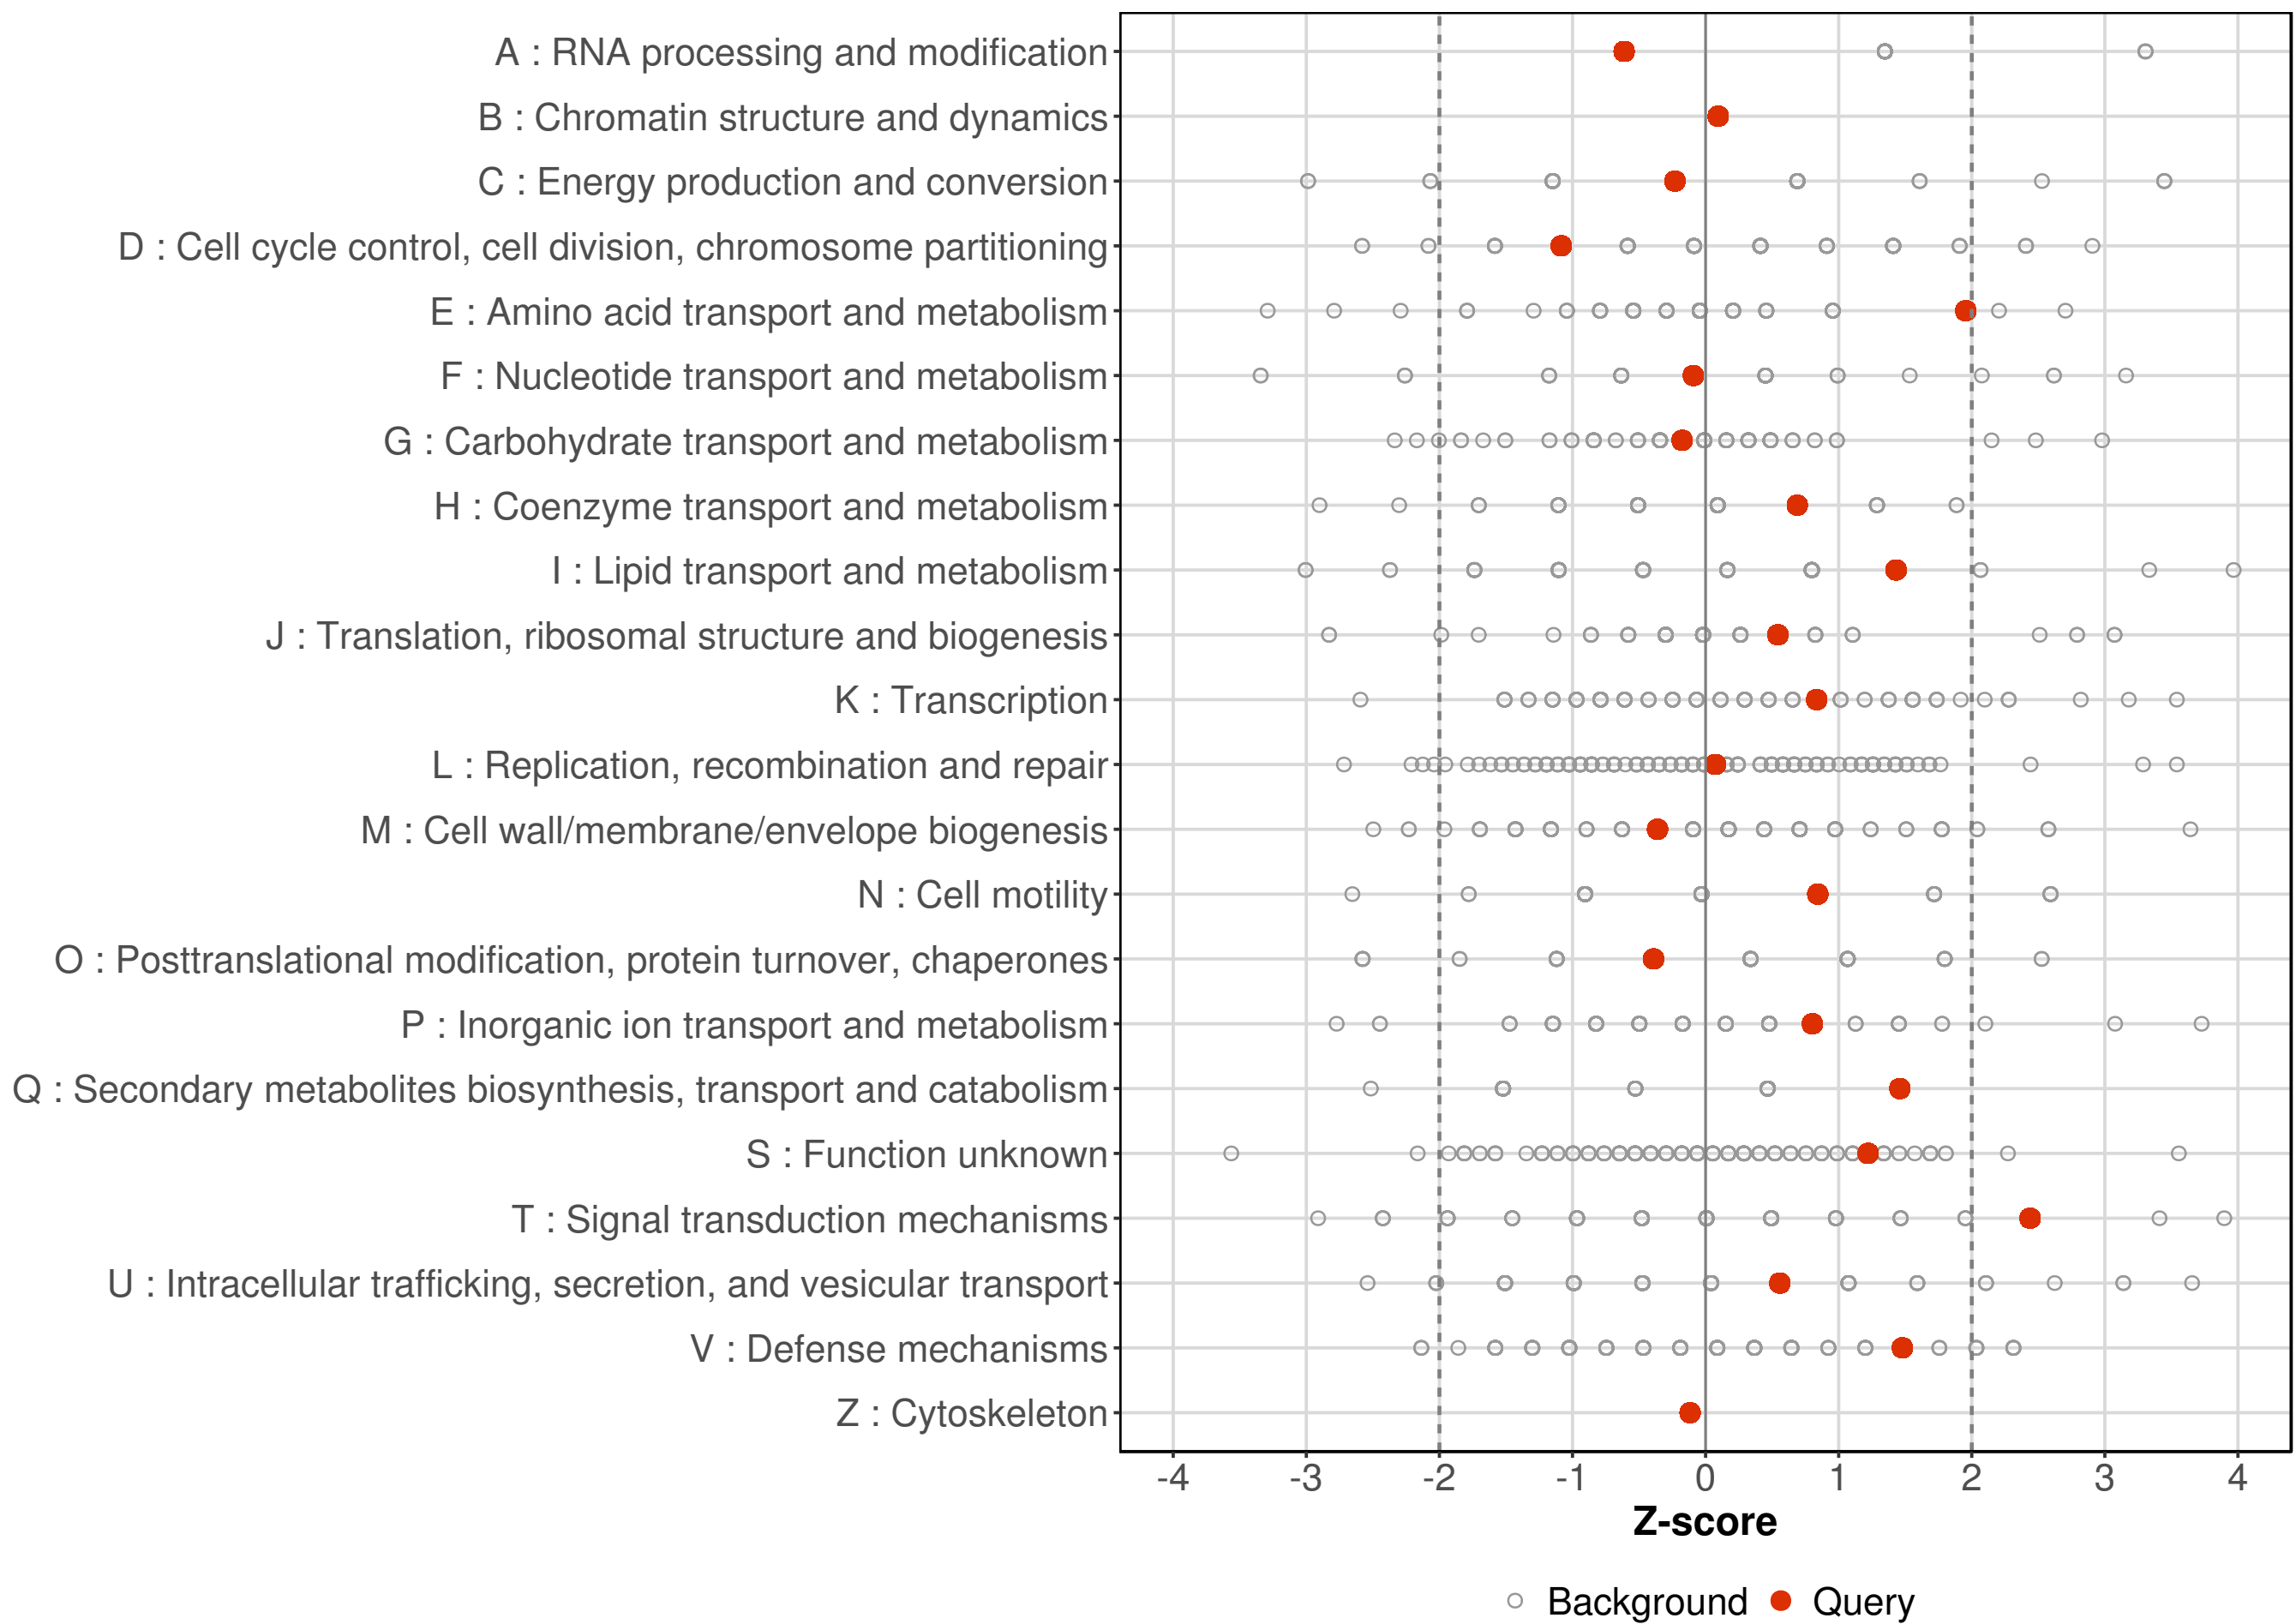 A : RNA processing and modification
B : Chromatin structure and dynamics
C : Energy production and conversion
D : Cell cycle control, cell division, chromosome partitioning
E : Amino acid transport and metabolism
F : Nucleotide transport and metabolism
G : Carbohydrate transport and metabolism
H : Coenzyme transport and metabolism
I : Lipid transport and metabolism
J : Translation, ribosomal structure and biogenesis
K : Transcription
L : Replication, recombination and repair
M : Cell wall/membrane/envelope biogenesis
N : Cell motility
O : Posttranslational modification, protein turnover, chaperones
P : Inorganic ion transport and metabolism
Q : Secondary metabolites biosynthesis, transport and catabolism
S : Function unknown
T : Signal transduction mechanisms
U : Intracellular trafficking, secretion, and vesicular transport
V : Defense mechanisms
Z : Cytoskeleton
-4 -3 -2 -1 0 1 2 3 4
Z-score
Background Query